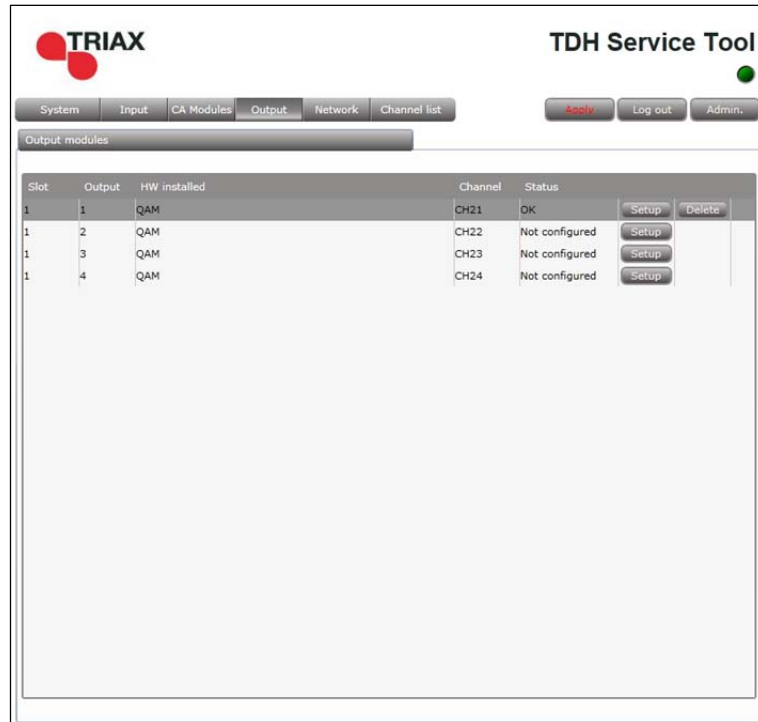 TRIAX
TDH Service Tool
System Input CA Modules Output Network Channel list Apply Log out Admin.
Output modules
Slot Output HW installed Channel Status
1 1 QAM CH21 OK Setup Delete
1 2 QAM CH22 Not configured Setup
1 3 QAM CH23 Not configured Setup
1 4 QAM CH24 Not configured Setup